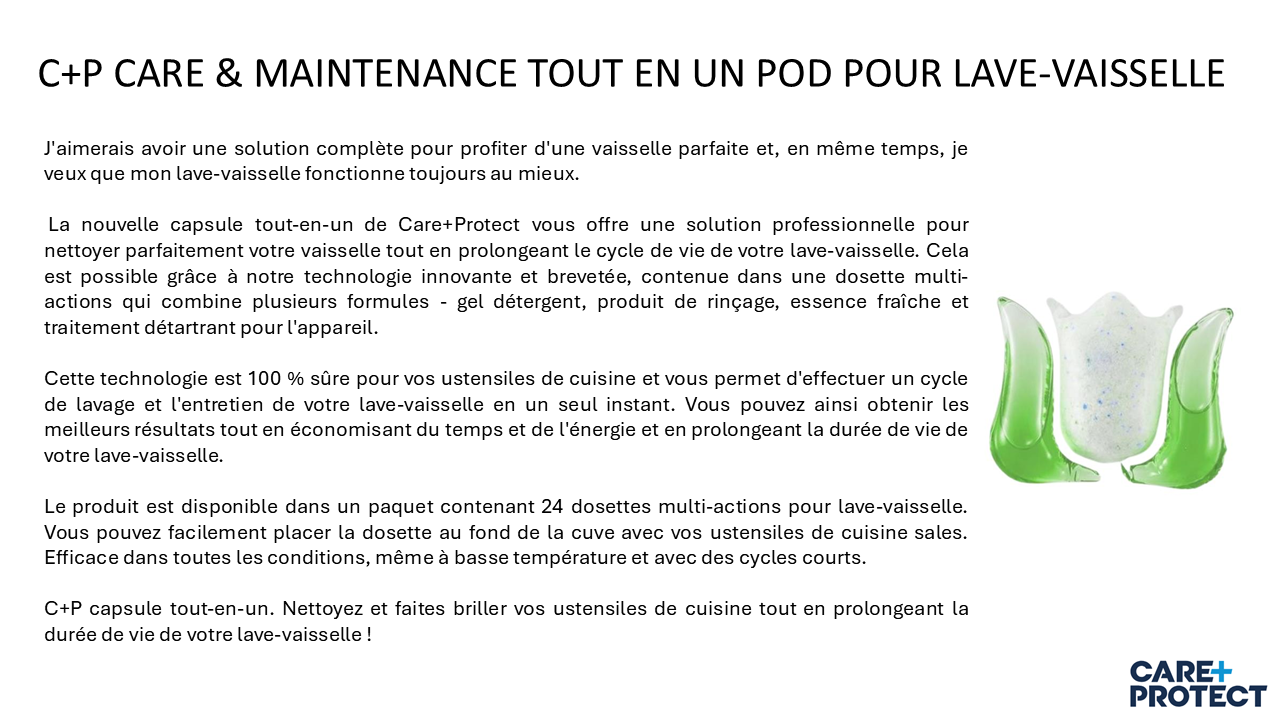 C+P CARE & MAINTENANCE TOUT EN UN POD POUR LAVE-VAISSELLE
J'aimerais avoir une solution complète pour profiter d'une vaisselle parfaite et, en même temps, je
veux que mon lave-vaisselle fonctionne toujours au mieux.
La nouvelle capsule tout-en-un de Care+Protect vous offre une solution professionnelle pour
nettoyer parfaitement votre vaisselle tout en prolongeant le cycle de vie de votre lave-vaisselle. Cela
est possible grâce à notre technologie innovante et brevetée, contenue dans une dosette multi-
actions qui combine plusieurs formules - gel détergent, produit de rinçage, essence fraîche et
traitement détartrant pour l'appareil.
Cette technologie est 100 % sûre pour vos ustensiles de cuisine et vous permet d'effectuer un cycle
de lavage et l'entretien de votre lave-vaisselle en un seul instant. Vous pouvez ainsi obtenir les
meilleurs résultats tout en économisant du temps et de l'énergie et en prolongeant la durée de vie de
votre lave-vaisselle.
Le produit est disponible dans un paquet contenant 24 dosettes multi-actions pour lave-vaisselle.
Vous pouvez facilement placer la dosette au fond de la cuve avec vos ustensiles de cuisine sales.
Efficace dans toutes les conditions, même à basse température et avec des cycles courts.
C+P capsule tout-en-un. Nettoyez et faites briller vos ustensiles de cuisine tout en prolongeant la
durée de vie de votre lave-vaisselle !
CARE+
PROTECT